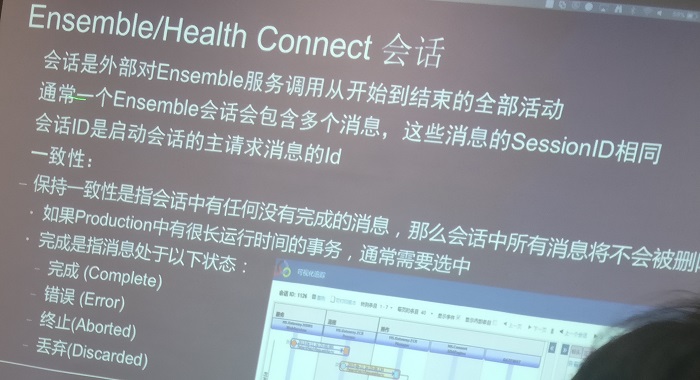 Ensemble/Health Connect 会话
会话是外部对Ensemble服务调用从开始到结束的全部活动
通常一个Ensemble会话会包含多个消息，这些消息的SessionID相同
会话ID是启动会话的主请求消息的Id
一致性：
- 保持一致性是指会话中有任何没有完成的消息，那么会话中所有消息将不会被删
· 如果Production中有很长运行时间的事务，通常需要选中
· 完成是指消息处于以下状态：
- 完成 (Complete)
- 错误 (Error)
- 终止(Aborted)
- 丢弃(Discarded)
可视化追踪